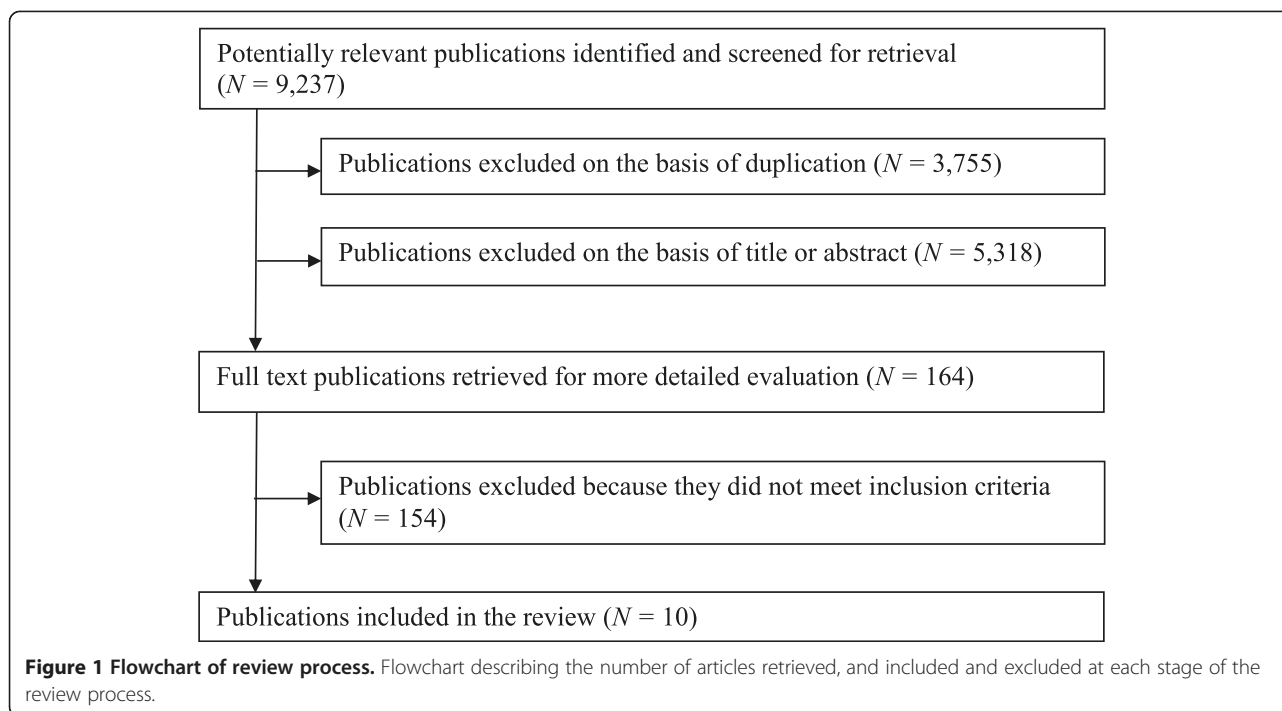 Potentially relevant publications identified and screened for retrieval
(N = 9,237)
Publications excluded on the basis of duplication (N = 3,755)
Publications excluded on the basis of title or abstract (N = 5,318)
Full text publications retrieved for more detailed evaluation (N = 164)
Publications excluded because they did not meet inclusion criteria
(N = 154)
Publications included in the review (N = 10)
Figure 1 Flowchart of review process. Flowchart describing the number of articles retrieved, and included and excluded at each stage of the
review process.